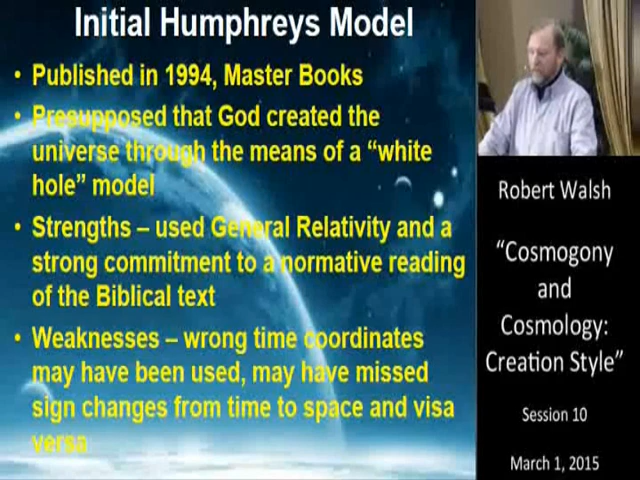 Initial Humphreys Model
• Published in 1994, Master Books
• Presupposed that God created the
universe through the means of a “white
hole” model
• Strengths – used General Relativity and a
strong commitment to a normative reading
of the Biblical text
• Weaknesses – wrong time coordinates
may have been used, may have missed
sign changes from time to space and visa
versa
Robert Walsh
“Cosmogony
and
Cosmology:
Creation Style”
Session 10
March 1, 2015